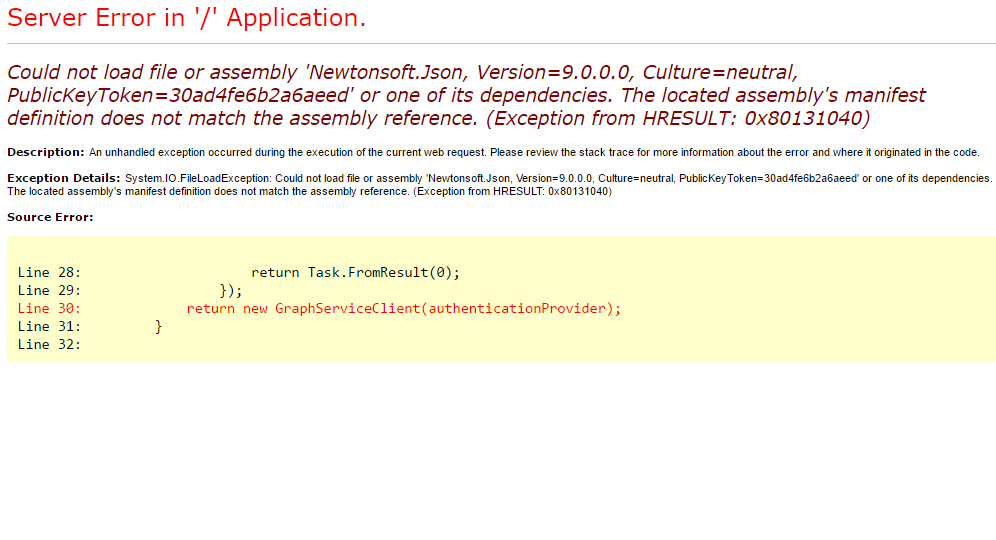 Server Error in '/' Application.
Could not load file or assembly 'Newtonsoft.Json, Version=9.0.0.0, Culture=neutral,
PublicKeyToken=30ad4fe6b2a6aeed' or one of its dependencies. The located assembly's manifest
definition does not match the assembly reference. (Exception from HRESULT: 0x80131040)
Description: An unhandled exception occurred during the execution of the current web request. Please review the stack trace for more information about the error and where it originated in the code.
Exception Details: System.IO.FileLoadException: Could not load file or assembly 'Newtonsoft.Json, Version=9.0.0.0, Culture=neutral, PublicKeyToken=30ad4fe6b2a6aeed' or one of its dependencies.
The located assembly's manifest definition does not match the assembly reference. (Exception from HRESULT: 0x80131040)
Source Error:
Line 28:                     return Task.FromResult(0);
Line 29:                 });
Line 30:             return new GraphServiceClient(authenticationProvider);
Line 31:         }
Line 32: